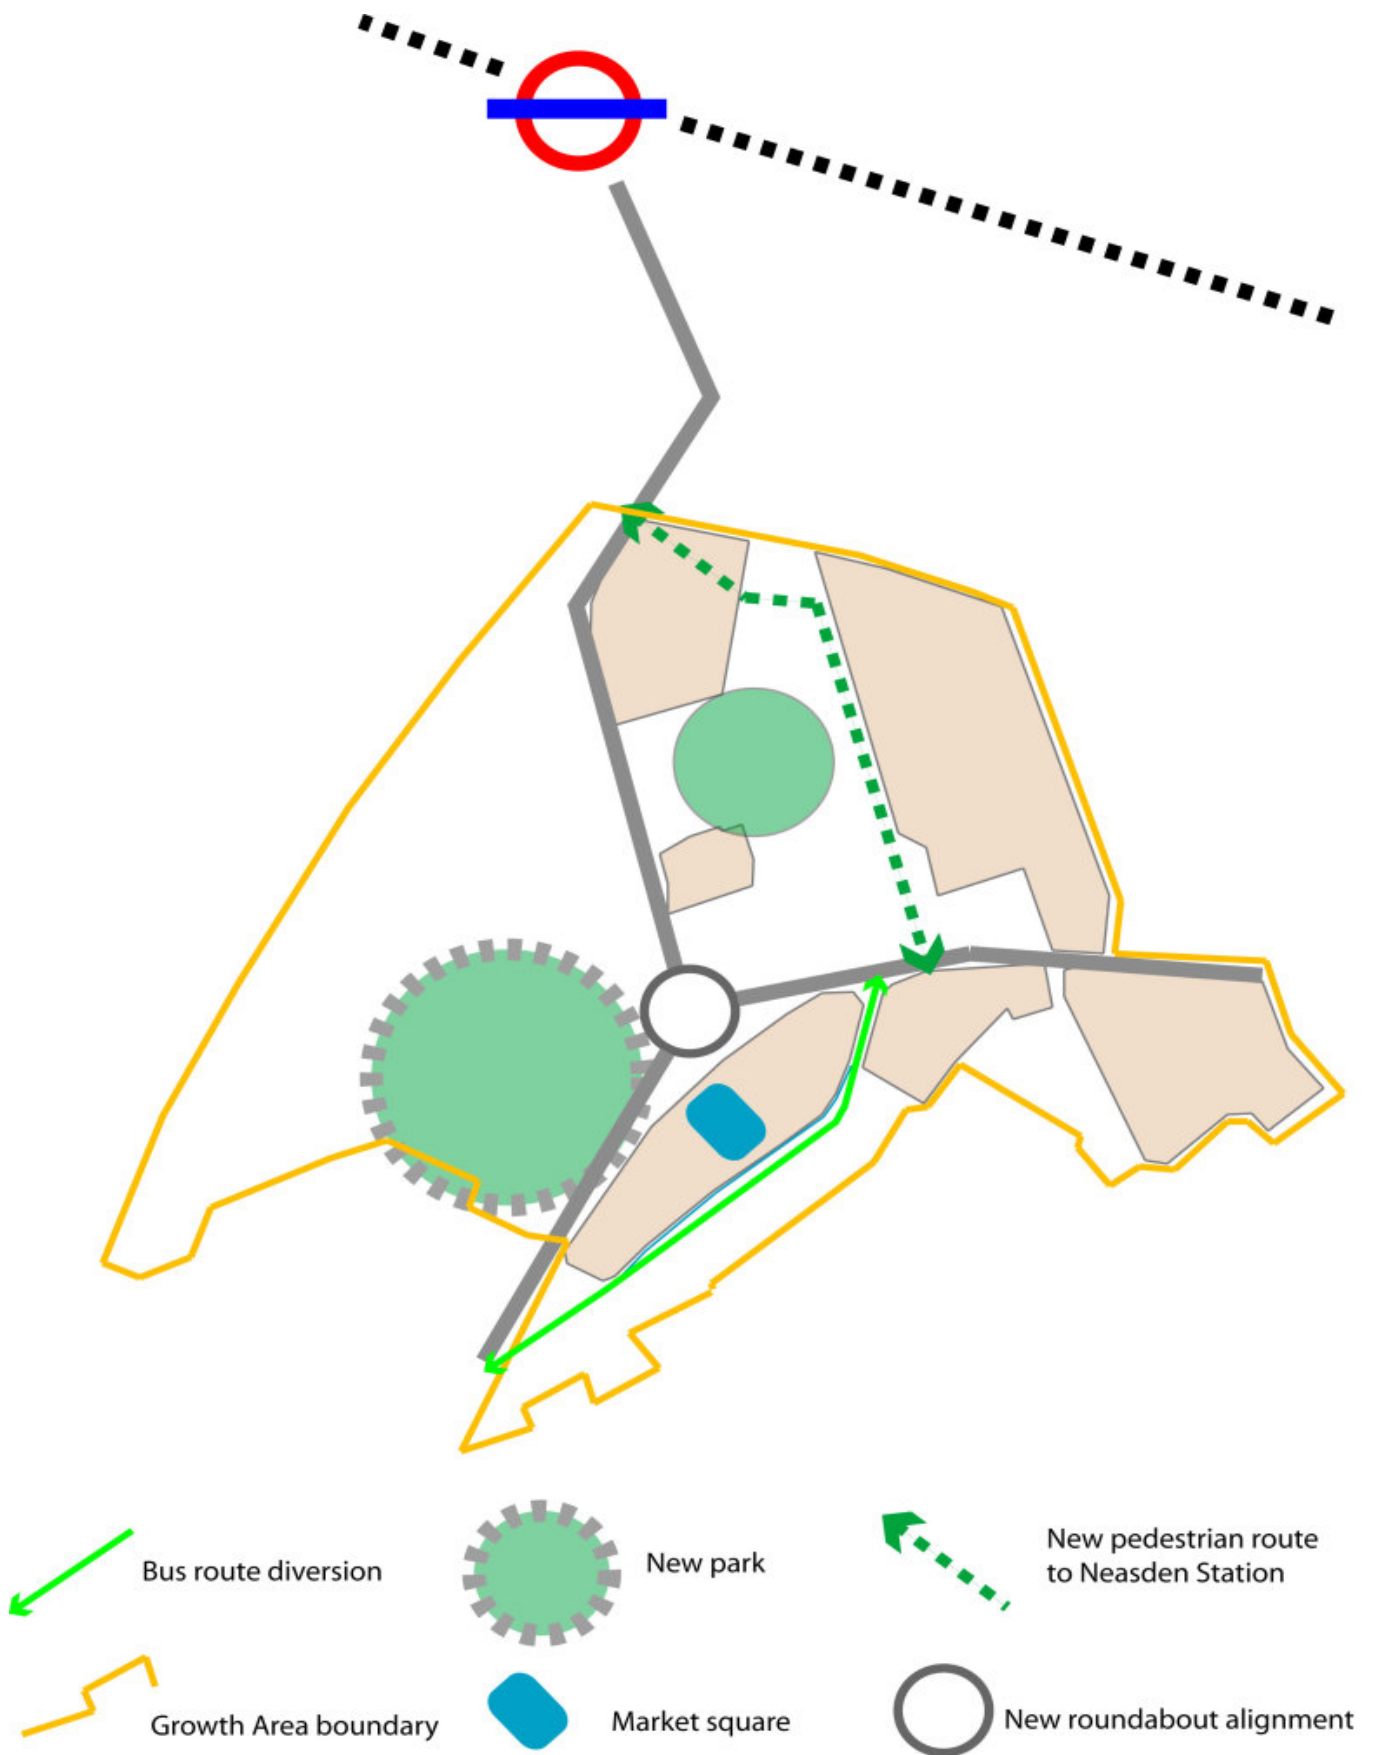 Bus route diversion
New park
New pedestrian route
to Neasden Station
Growth Area boundary
Market square
New roundabout alignment